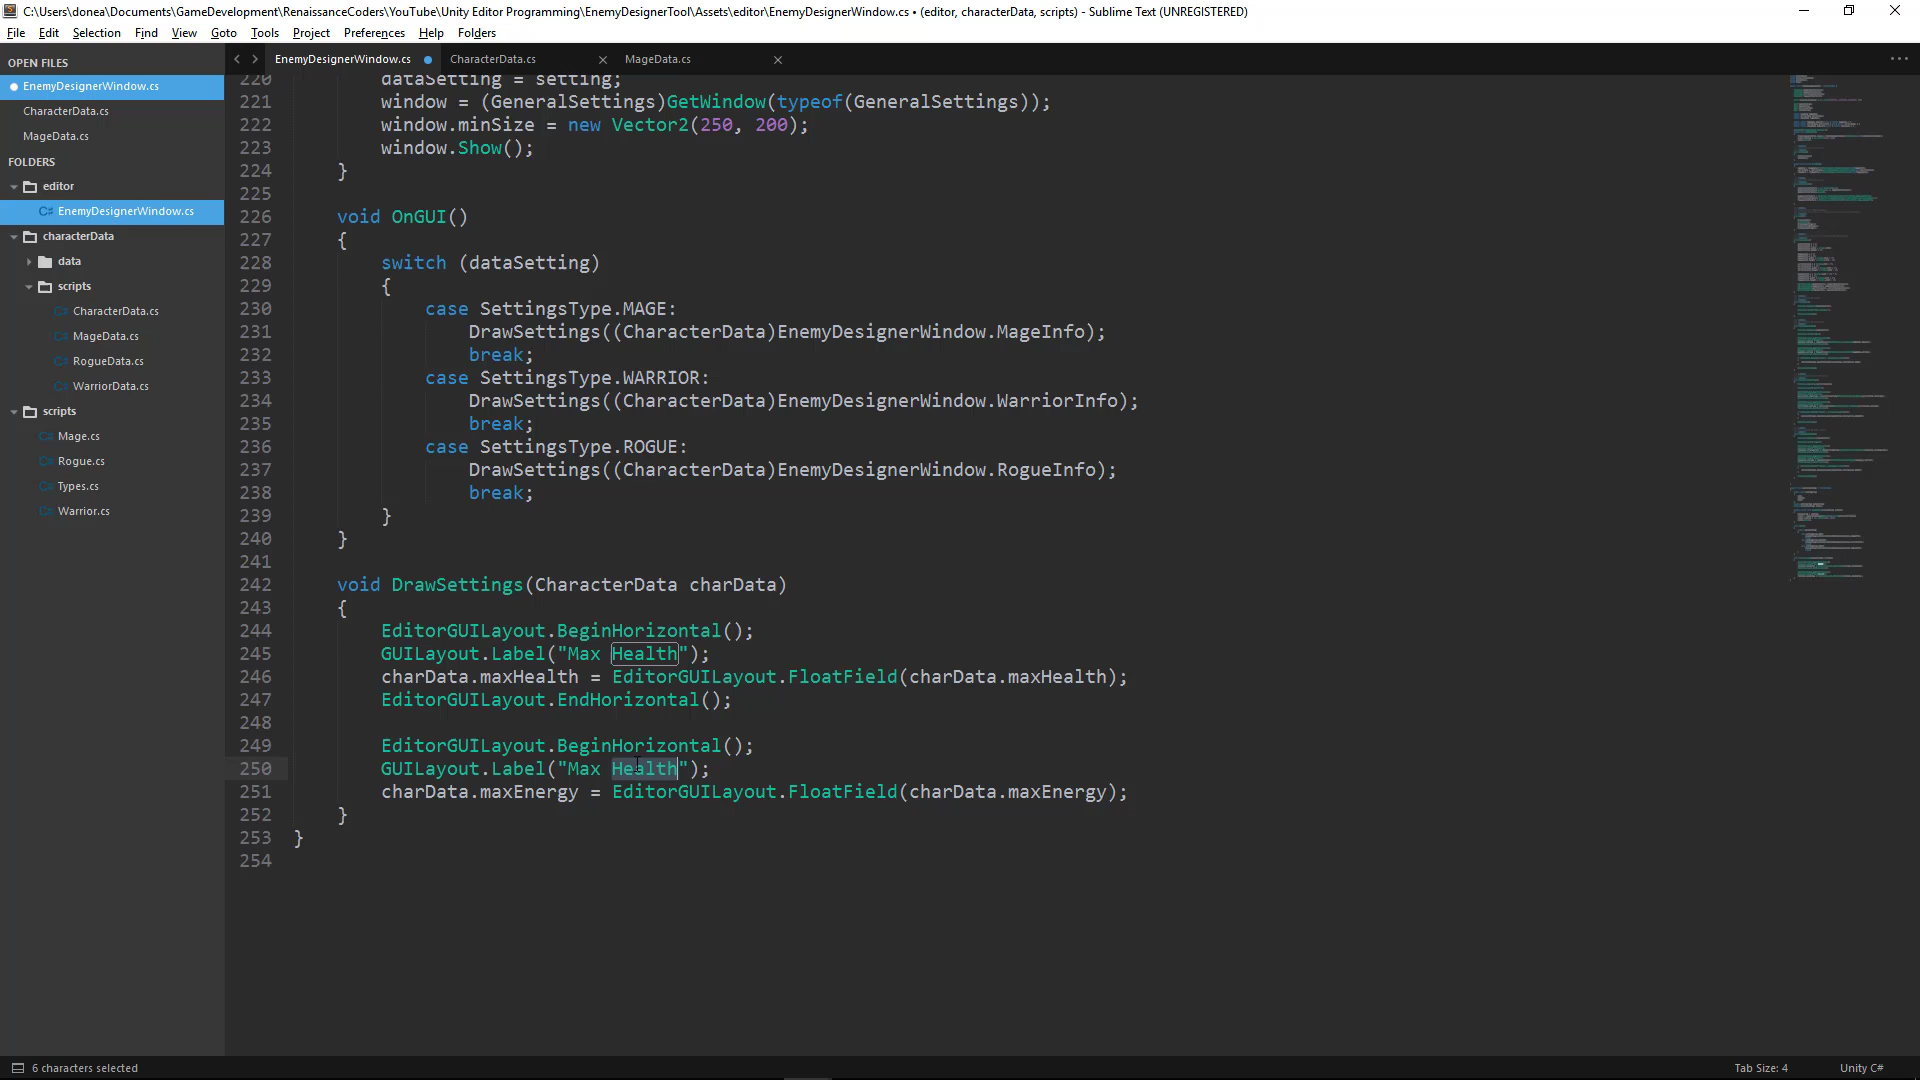 C:\Users\donea\Documents\GameDevelopment\RenaissanceCoders\YouTube\Unity Editor Programming\EnemyDesignerTool\Assets\editor\EnemyDesignerWindow.cs • (editor, characterData, scripts) - Sublime Text (UNREGISTERED)
File Edit Selection Find View Goto Tools Project Preferences Help Folders
OPEN FILES
EnemyDesignerWindow.cs
CharacterData.cs
MageData.cs
FOLDERS
editor
EnemyDesignerWindow.cs
characterData
data
scripts
CharacterData.cs
MageData.cs
RogueData.cs
WarriorData.cs
scripts
Mage.cs
Rogue.cs
Types.cs
Warrior.cs
EnemyDesignerWindow.cs CharacterData.cs MageData.cs
220 dataSetting = setting;
221 window = (GeneralSettings)GetWindow(typeof(GeneralSettings));
222 window.minSize = new Vector2(250, 200);
223 window.Show();
224 }
225
226 void OnGUI()
227 {
228 switch (dataSetting)
229 {
230 case SettingsType.MAGE:
231 DrawSettings((CharacterData)EnemyDesignerWindow.MageInfo);
232 break;
233 case SettingsType.WARRIOR:
234 DrawSettings((CharacterData)EnemyDesignerWindow.WarriorInfo);
235 break;
236 case SettingsType.ROGUE:
237 DrawSettings((CharacterData)EnemyDesignerWindow.RogueInfo);
238 break;
239 }
240 }
241
242 void DrawSettings(CharacterData charData)
243 {
244 EditorGUILayout.BeginHorizontal();
245 GUILayout.Label("Max Health");
246 charData.maxHealth = EditorGUILayout.FloatField(charData.maxHealth);
247 EditorGUILayout.EndHorizontal();
248
249 EditorGUILayout.BeginHorizontal();
250 GUILayout.Label("Max Health");
251 charData.maxEnergy = EditorGUILayout.FloatField(charData.maxEnergy);
252 }
253 }
254
6 characters selected
Tab Size: 4
Unity C#